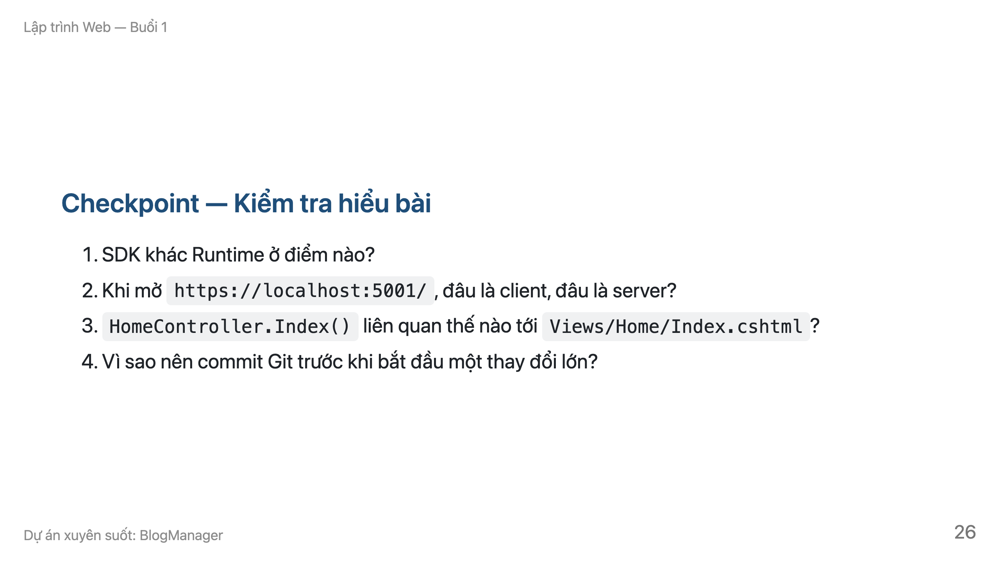 Lập trình Web — Buổi 1
Checkpoint — Kiểm tra hiểu bài
1. SDK khác Runtime ở điểm nào?
2. Khi mở https://localhost:5001/, đâu là client, đâu là server?
3. HomeController.Index() liên quan thế nào tới Views/Home/Index.cshtml?
4. Vì sao nên commit Git trước khi bắt đầu một thay đổi lớn?
Dự án xuyên suốt: BlogManager
26